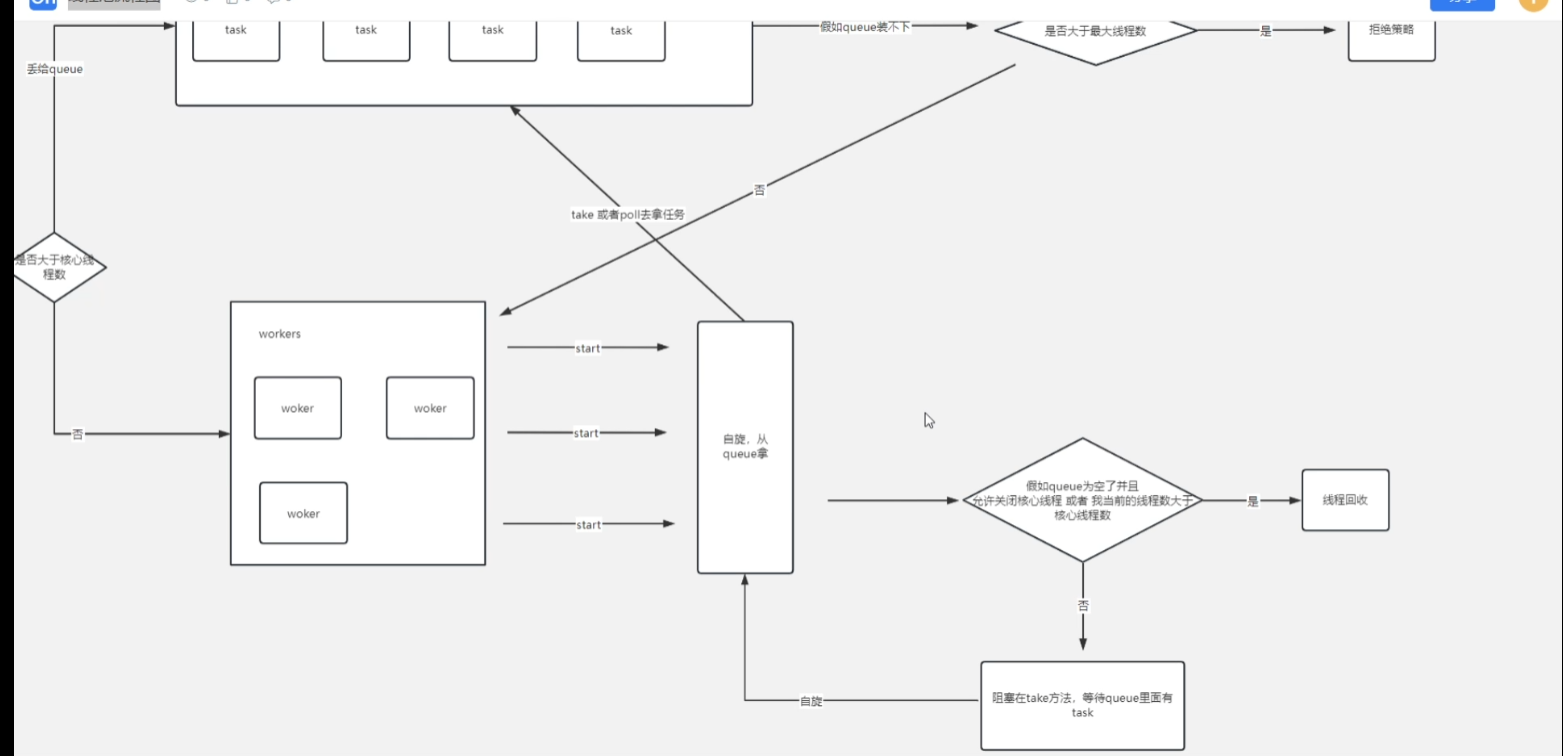 线程池流程图
task
task
task
task
假如queue装不下
是否大于最大线程数
是
拒绝策略
丢给queue
否
take 或者poll去拿任务
是否大于核心线
程数
workers
start
woker
woker
否
start
自旋，从
queue拿
假如queue为空了并且
允许关闭核心线程 或者 我当前的线程数大于
核心线程数
是
线程回收
woker
start
否
阻塞在take方法，等待queue里面有
task
自旋